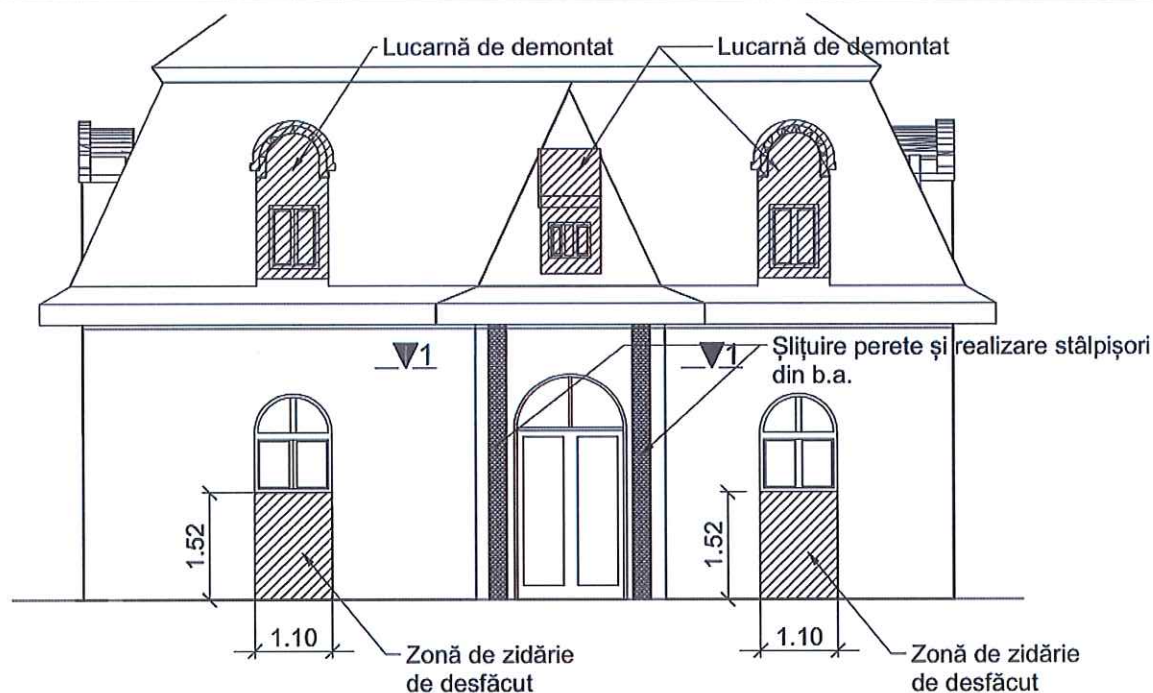 Lucarnă de demontat
Lucarnă de demontat
1
1
Șlițuire perete și realizare stâlpișori
din b.a.
1.52
1.52
1.10
1.10
Zonă de zidărie
de desfăcut
Zonă de zidărie
de desfăcut